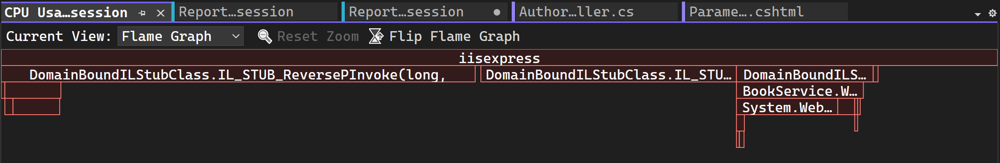 CPU Usa…session Report…session Report…session Author…ller.cs Parame….cshtml
Current View: Flame Graph Reset Zoom Flip Flame Graph
iisexpress
DomainBoundILStubClass.IL_STUB_ReversePInvoke(long, DomainBoundILStubClass.IL_STU… DomainBoundILS…
BookService.W…
System.Web…